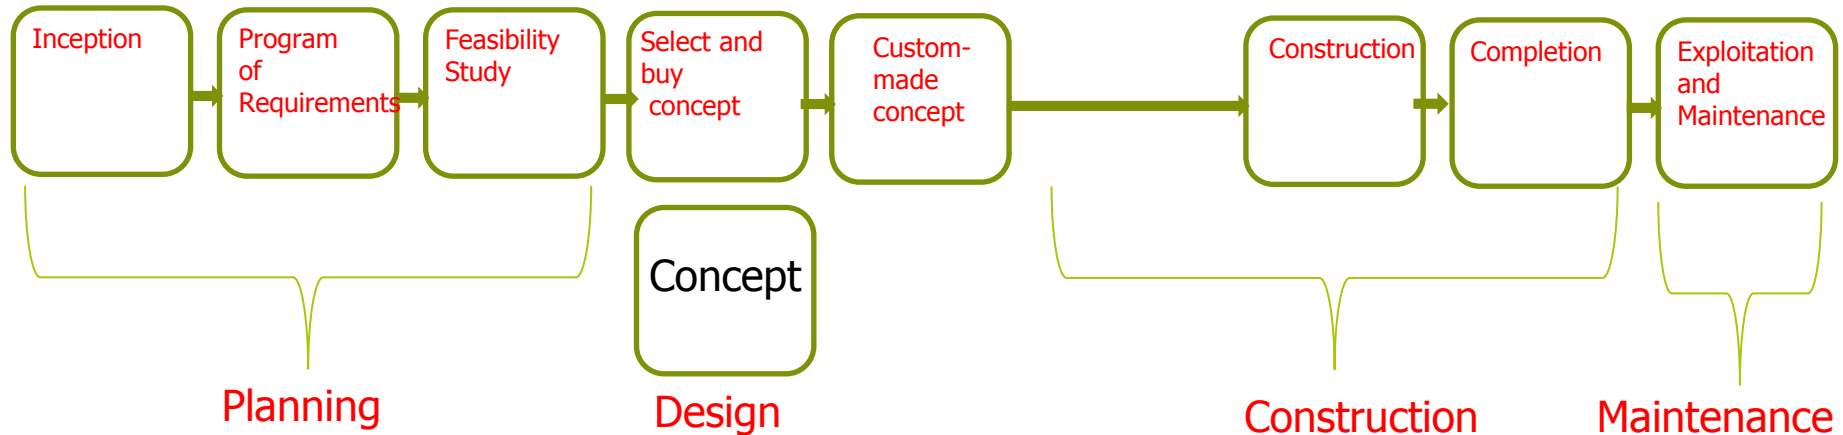 Inception
Program
of
Requirements
Feasibility
Study
Select and
buy
concept
Custom-
made
concept
Construction
Completion
Exploitation
and
Maintenance
Concept
Planning
Design
Construction
Maintenance